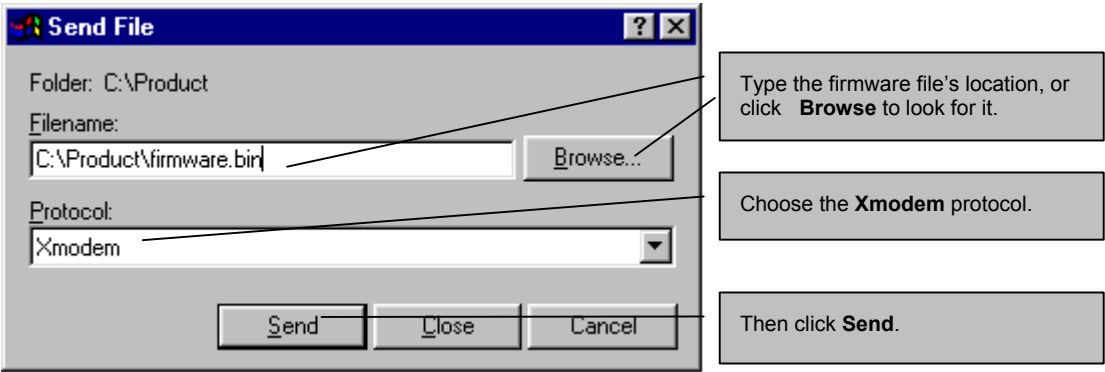 Send File
Folder: C:\Product
Filename:
C:\Product\firmware.bin
Browse...
Protocol:
Xmodem
Send
Close
Cancel
Type the firmware file's location, or
click Browse to look for it.
Choose the Xmodem protocol.
Then click Send.